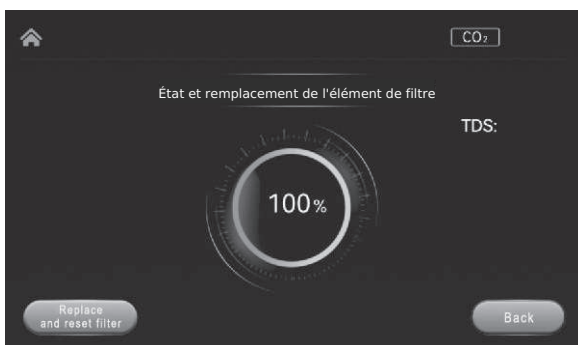 CO₂
État et remplacement de l'élément de filtre
TDS:
100%
Replace
and reset filter
Back